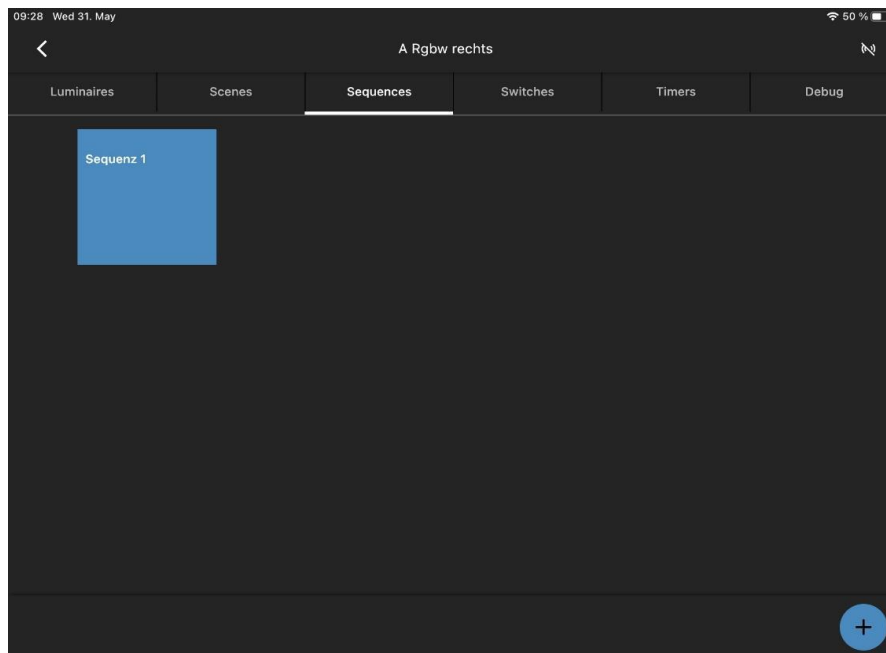 09:28 Wed 31. May 50 %
A Rgbw rechts
Luminaires Scenes Sequences Switches Timers Debug
Sequenz 1
+